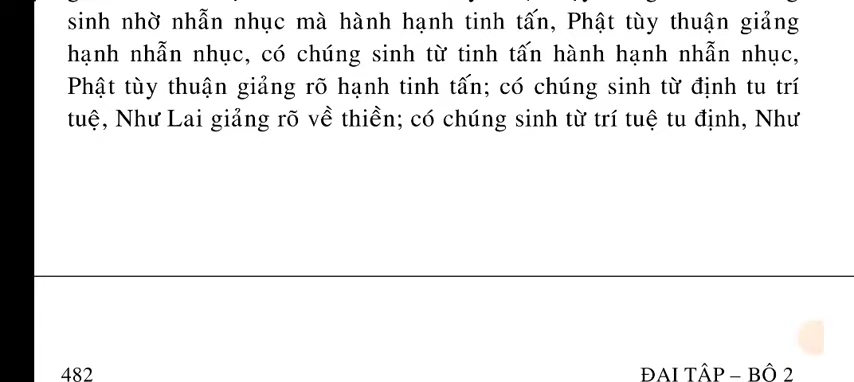 sinh nhờ nhẫn nhục mà hành hạnh tinh tấn, Phật tùy thuận giảng
hạnh nhẫn nhục, có chúng sinh từ tinh tấn hành hạnh nhẫn nhục,
Phật tùy thuận giảng rõ hạnh tinh tấn; có chúng sinh từ định tu trí
tuệ, Như Lai giảng rõ về thiền; có chúng sinh từ trí tuệ tu định, Như
482 ĐẠI TẬP – BỘ 2